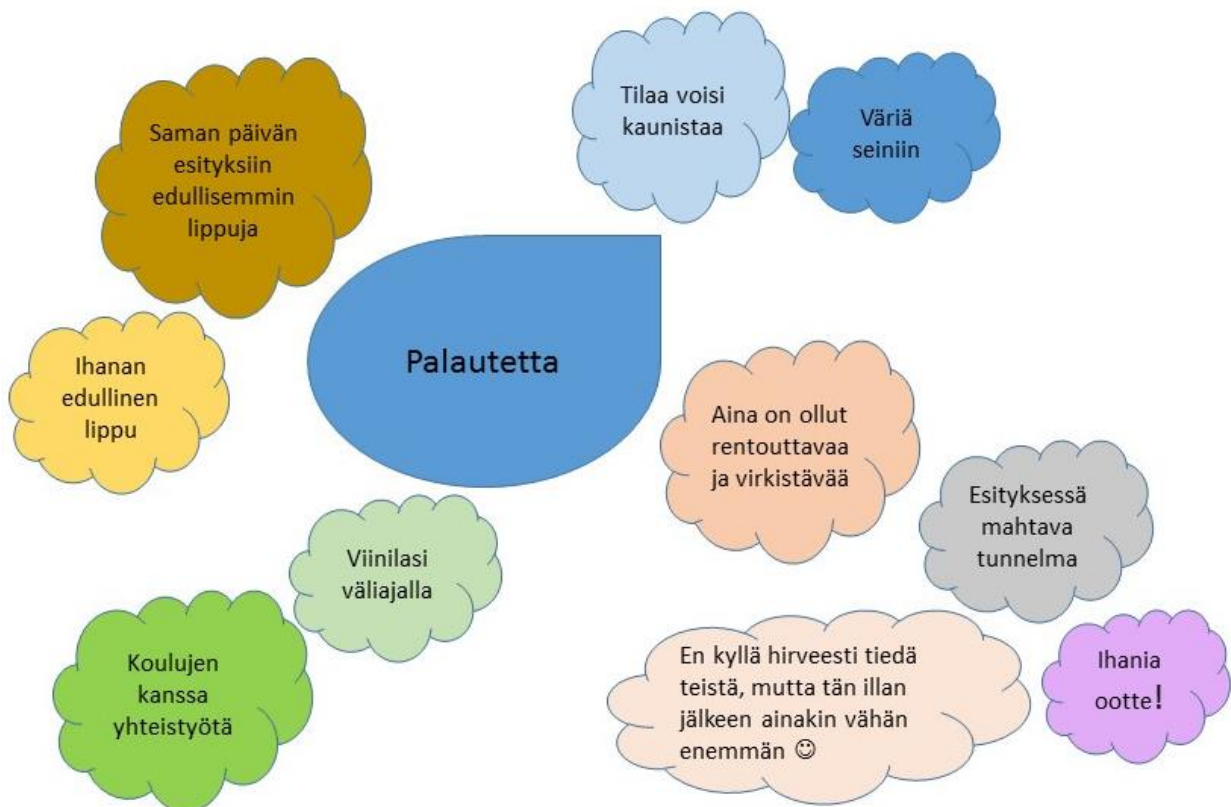 Saman päivän
esityksiin
edullisemmin
lippuja
Tilaa voisi
kaunistaa
Väriä
seiniin
Palautetta
Ihanan
edullinen
lippu
Aina on ollut
rentouttavaa
ja virkistävää
Esityksessä
mahtava
tunnelma
Viinilasi
väliajalla
Koulujen
kanssa
yhteistyötä
En kyllä hirveesti tiedä
teistä, mutta tän illan
jälkeen ainakin vähän
enemmän ☺
Ihania
ootte!